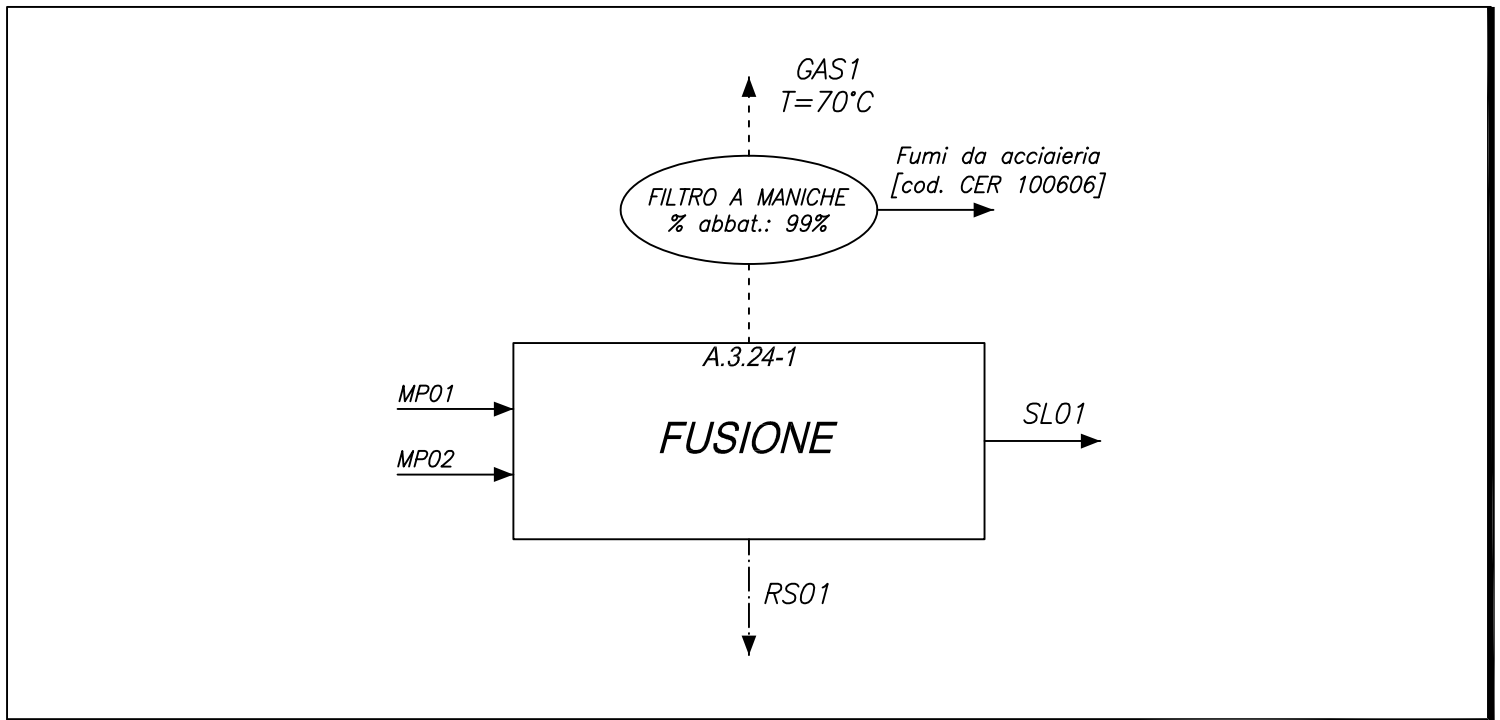 GAS1
T=70°C
Fumi da acciaieria
[cod. CER 100606]
FILTRO A MANICHE
% abbat.: 99%
A.3.24-1
MP01
FUSIONE
SL01
MP02
RS01